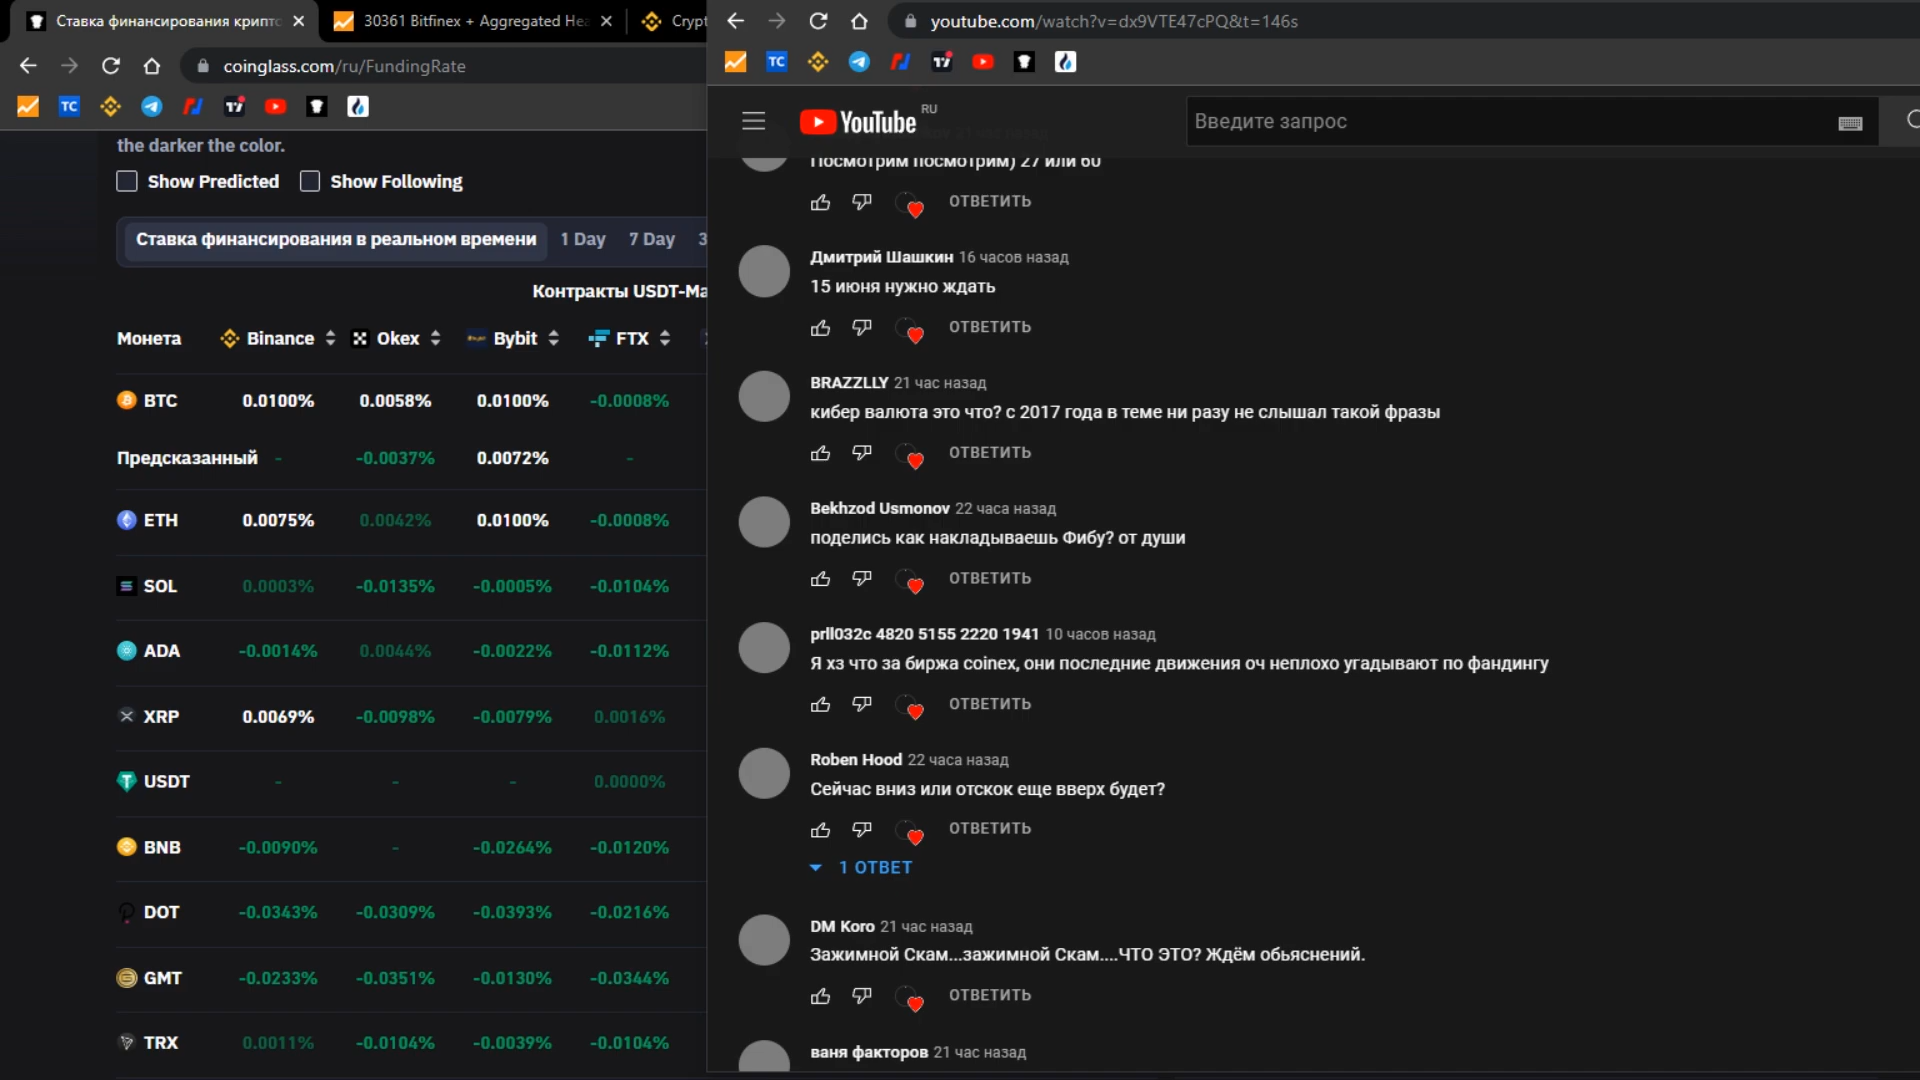 Ставка финансирования крипто
30361 Bitfinex + Aggregated He
Crypt
coinglass.com/ru/FundingRate
TC
the darker the color.
Show Predicted
Show Following
Ставка финансирования в реальном времени
1 Day
7 Day
3
Контракты USDT-Ma
Монета Binance Okex Bybit FTX
BTC 0.0100% 0.0058% 0.0100% -0.0008%
Предсказанный - -0.0037% 0.0072% -
ETH 0.0075% 0.0042% 0.0100% -0.0008%
SOL 0.0003% -0.0135% -0.0005% -0.0104%
ADA -0.0014% 0.0044% -0.0022% -0.0112%
XRP 0.0069% -0.0098% -0.0079% 0.0016%
USDT - - - 0.0000%
BNB -0.0090% - -0.0264% -0.0120%
DOT -0.0343% -0.0309% -0.0393% -0.0216%
GMT -0.0233% -0.0351% -0.0130% -0.0344%
TRX 0.0011% -0.0104% -0.0039% -0.0104%
youtube.com/watch?v=dx9VTE47cPQ&t=146s
TC
YouTube RU
Введите запрос
Посмотрим посмотрим) 27 или 60
ОТВЕТИТЬ
Дмитрий Шашкин 16 часов назад
15 июня нужно ждать
ОТВЕТИТЬ
BRAZZLLY 21 час назад
кибер валюта это что? с 2017 года в теме ни разу не слышал такой фразы
ОТВЕТИТЬ
Bekhzod Usmonov 22 часа назад
поделись как накладываешь Фибу? от души
ОТВЕТИТЬ
prll032c 4820 5155 2220 1941 10 часов назад
Я хз что за биржа coinex, они последние движения оч неплохо угадывают по фандингу
ОТВЕТИТЬ
Roben Hood 22 часа назад
Сейчас вниз или отскок еще вверх будет?
ОТВЕТИТЬ
1 ОТВЕТ
DM Koro 21 час назад
Зажимной Скам...зажимной Скам....ЧТО ЭТО? Ждём обьяснений.
ОТВЕТИТЬ
ваня факторов 21 час назад